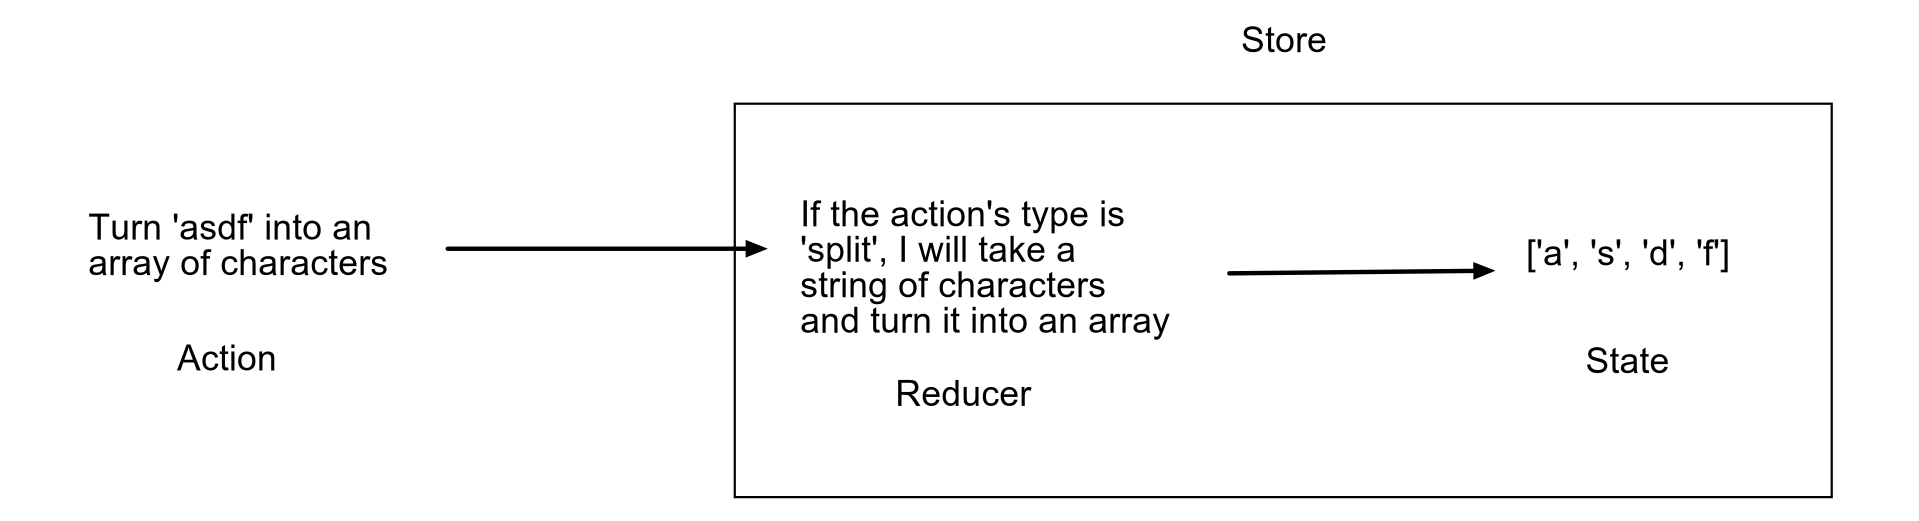 Store
Turn 'asdf' into an
array of characters
Action
If the action's type is
'split', I will take a
string of characters
and turn it into an array
Reducer
['a', 's', 'd', 'f']
State